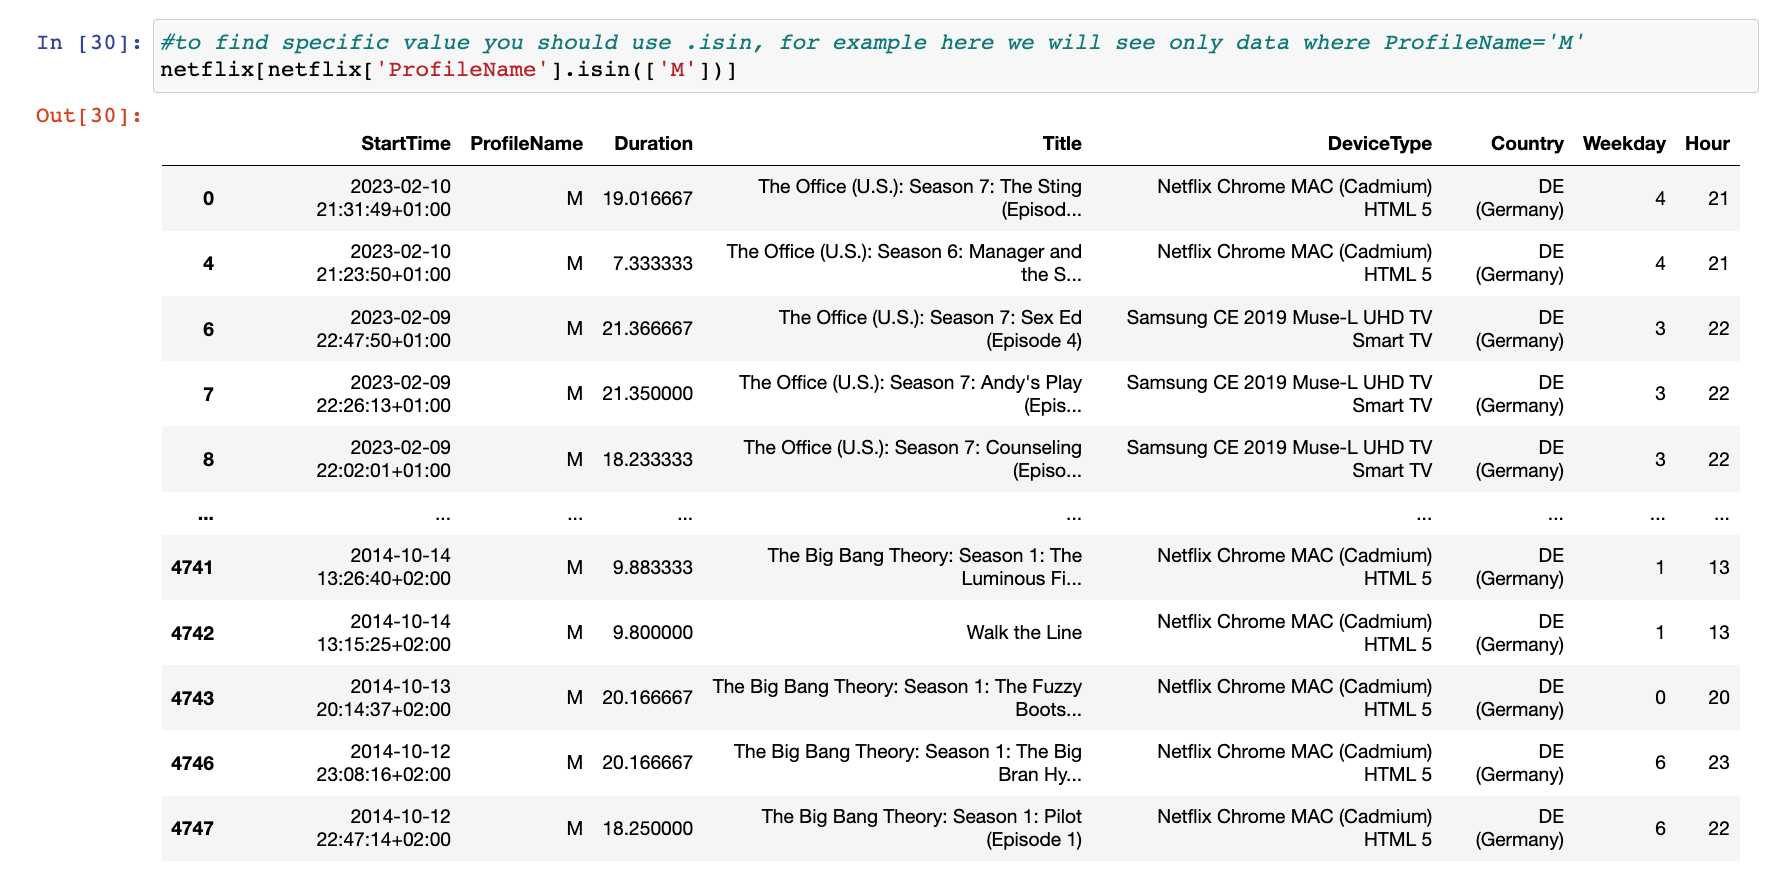 In [30]: #to find specific value you should use .isin, for example here we will see only data where ProfileName='M'
netflix[netflix['ProfileName'].isin(['M'])]
Out[30]:
StartTime ProfileName Duration Title DeviceType Country Weekday Hour
0 2023-02-10 21:31:49+01:00 M 19.016667 The Office (U.S.): Season 7: The Sting (Episod... Netflix Chrome MAC (Cadmium) HTML 5 DE (Germany) 4 21
4 2023-02-10 21:23:50+01:00 M 7.333333 The Office (U.S.): Season 6: Manager and the S... Netflix Chrome MAC (Cadmium) HTML 5 DE (Germany) 4 21
6 2023-02-09 22:47:50+01:00 M 21.366667 The Office (U.S.): Season 7: Sex Ed (Episode 4) Samsung CE 2019 Muse-L UHD TV Smart TV DE (Germany) 3 22
7 2023-02-09 22:26:13+01:00 M 21.350000 The Office (U.S.): Season 7: Andy's Play (Epis... Samsung CE 2019 Muse-L UHD TV Smart TV DE (Germany) 3 22
8 2023-02-09 22:02:01+01:00 M 18.233333 The Office (U.S.): Season 7: Counseling (Episo... Samsung CE 2019 Muse-L UHD TV Smart TV DE (Germany) 3 22
... ... ... ... ... ... ... ... ...
4741 2014-10-14 13:26:40+02:00 M 9.883333 The Big Bang Theory: Season 1: The Luminous Fi... Netflix Chrome MAC (Cadmium) HTML 5 DE (Germany) 1 13
4742 2014-10-14 13:15:25+02:00 M 9.800000 Walk the Line Netflix Chrome MAC (Cadmium) HTML 5 DE (Germany) 1 13
4743 2014-10-13 20:14:37+02:00 M 20.166667 The Big Bang Theory: Season 1: The Fuzzy Boots... Netflix Chrome MAC (Cadmium) HTML 5 DE (Germany) 0 20
4746 2014-10-12 23:08:16+02:00 M 20.166667 The Big Bang Theory: Season 1: The Big Bran Hy... Netflix Chrome MAC (Cadmium) HTML 5 DE (Germany) 6 23
4747 2014-10-12 22:47:14+02:00 M 18.250000 The Big Bang Theory: Season 1: Pilot (Episode 1) Netflix Chrome MAC (Cadmium) HTML 5 DE (Germany) 6 22